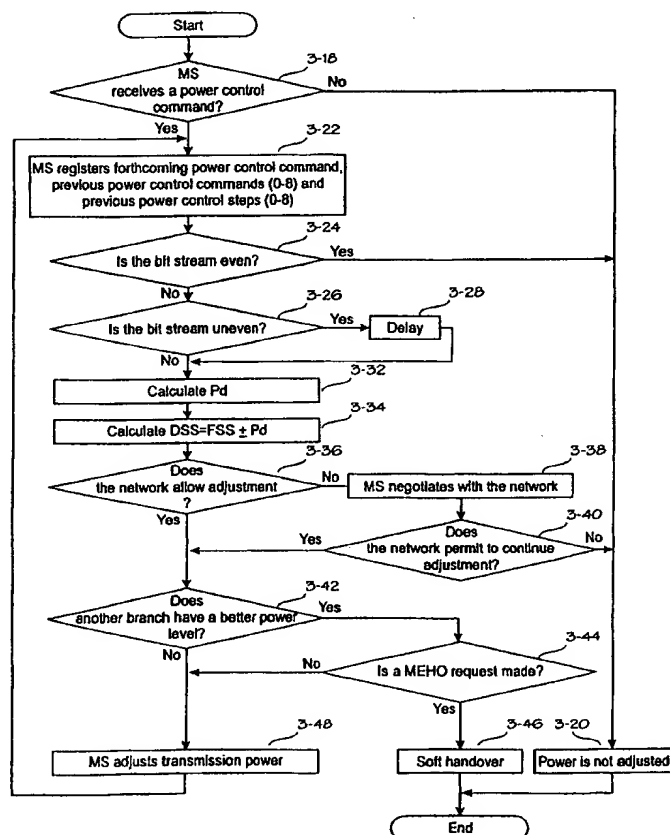 Start
3-18
MS
receives a power control
command?
No
Yes
3-22
MS registers forthcoming power control command,
previous power control commands (0-8) and
previous power control steps (0-8)
3-24
Is the bit stream even?
Yes
No
3-26
3-28
Is the bit stream uneven?
Yes
Delay
No
3-32
Calculate Pd
3-34
Calculate DSS=FSS ± Pd
3-36
Does
the network allow adjustment
?
No
3-38
MS negotiates with the network
Yes
3-40
Does
the network permit to continue
adjustment?
Yes
No
3-42
Does
another branch have a better power
level?
Yes
3-44
No
No
Is a MEHO request made?
Yes
3-48
3-46
3-20
MS adjusts transmission power
Soft handover
Power is not adjusted
End